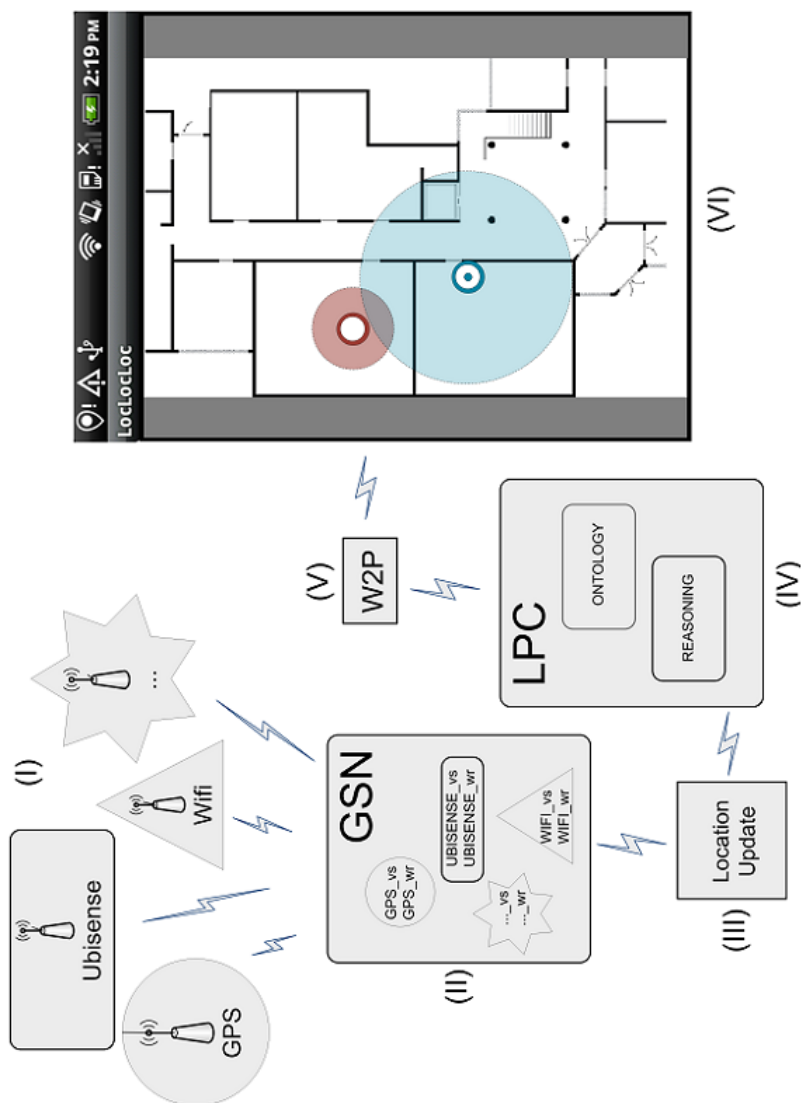 (I)
GPS
Ubisense
Wifi
...
(II)
GSN
GPS_vs
GPS_wr
UBISENSE_vs
UBISENSE_wr
..._vs
..._wr
WIFI_vs
WIFI_wr
(III)
Location
Update
LPC
ONTOLOGY
REASONING
(IV)
(V)
W2P
2:19 PM
LocLocLoc
(VI)